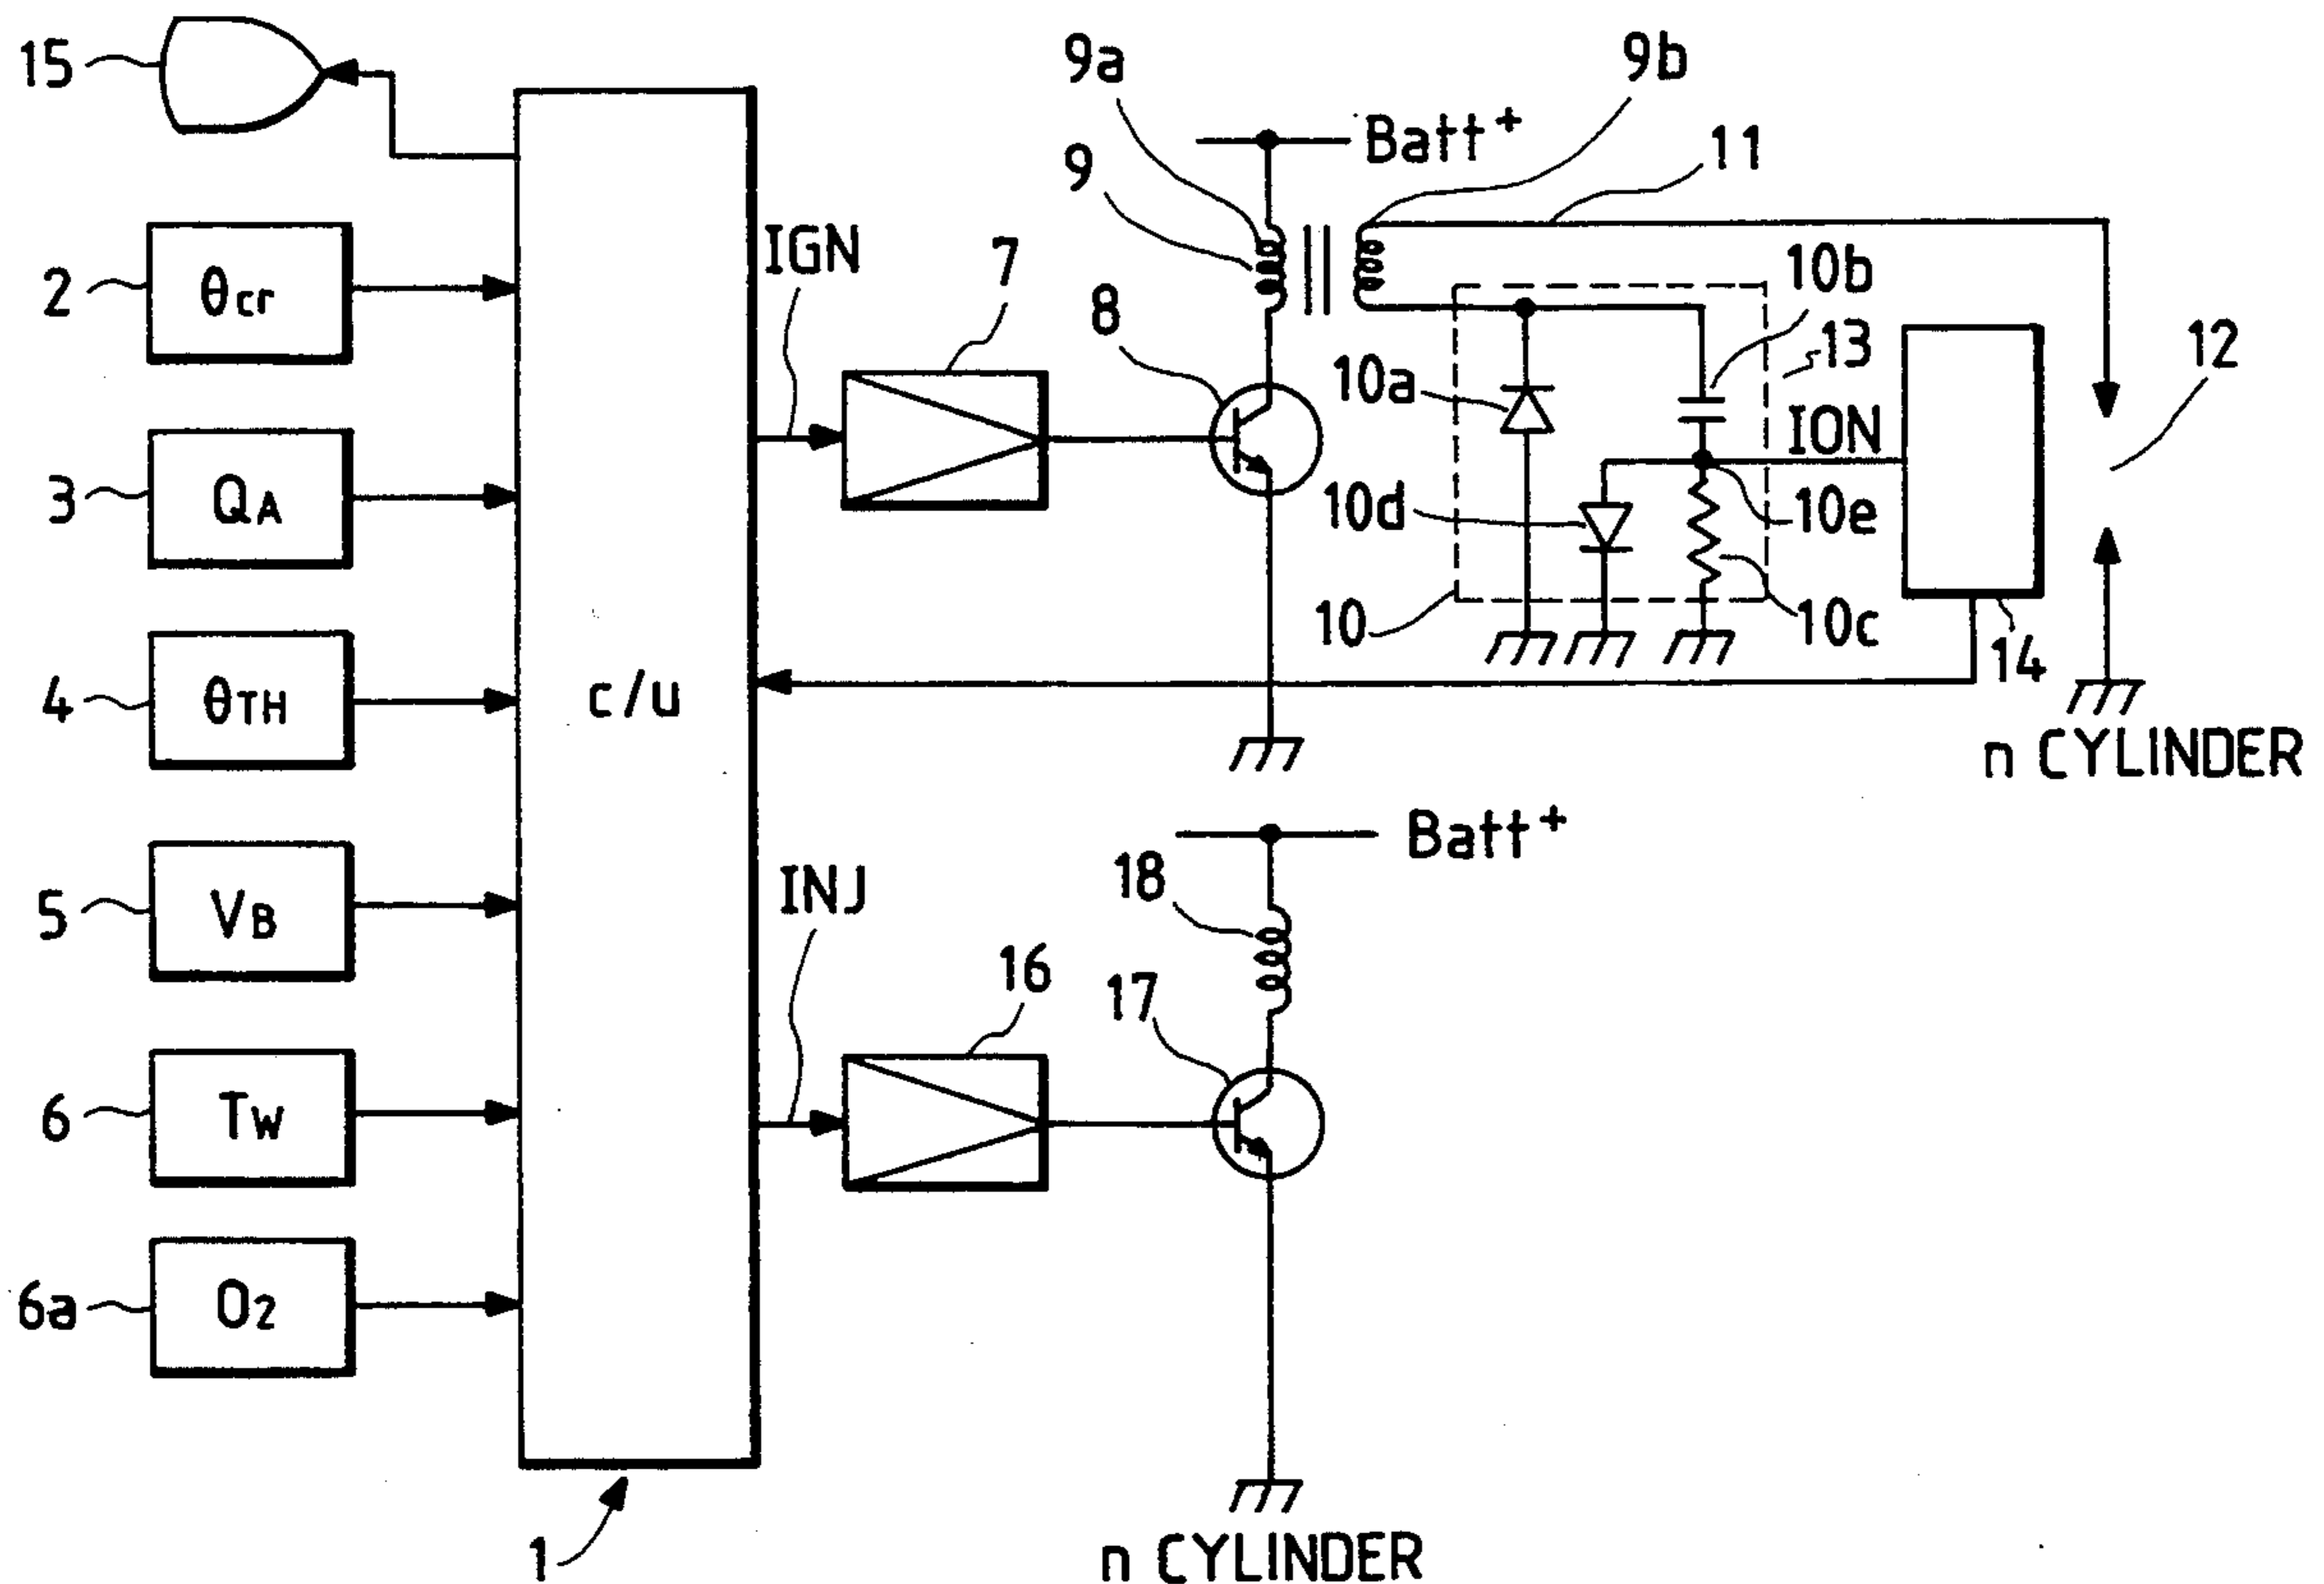 15
9a
9b
Batt+
11
9
IGN
7
8
10b
2
θcr
13
12
10a
ION
3
QA
10d
10e
10
10c
14
4
θTH
c/u
n CYLINDER
Batt+
18
INJ
5
VB
16
17
6
TW
6a
O2
1
n CYLINDER